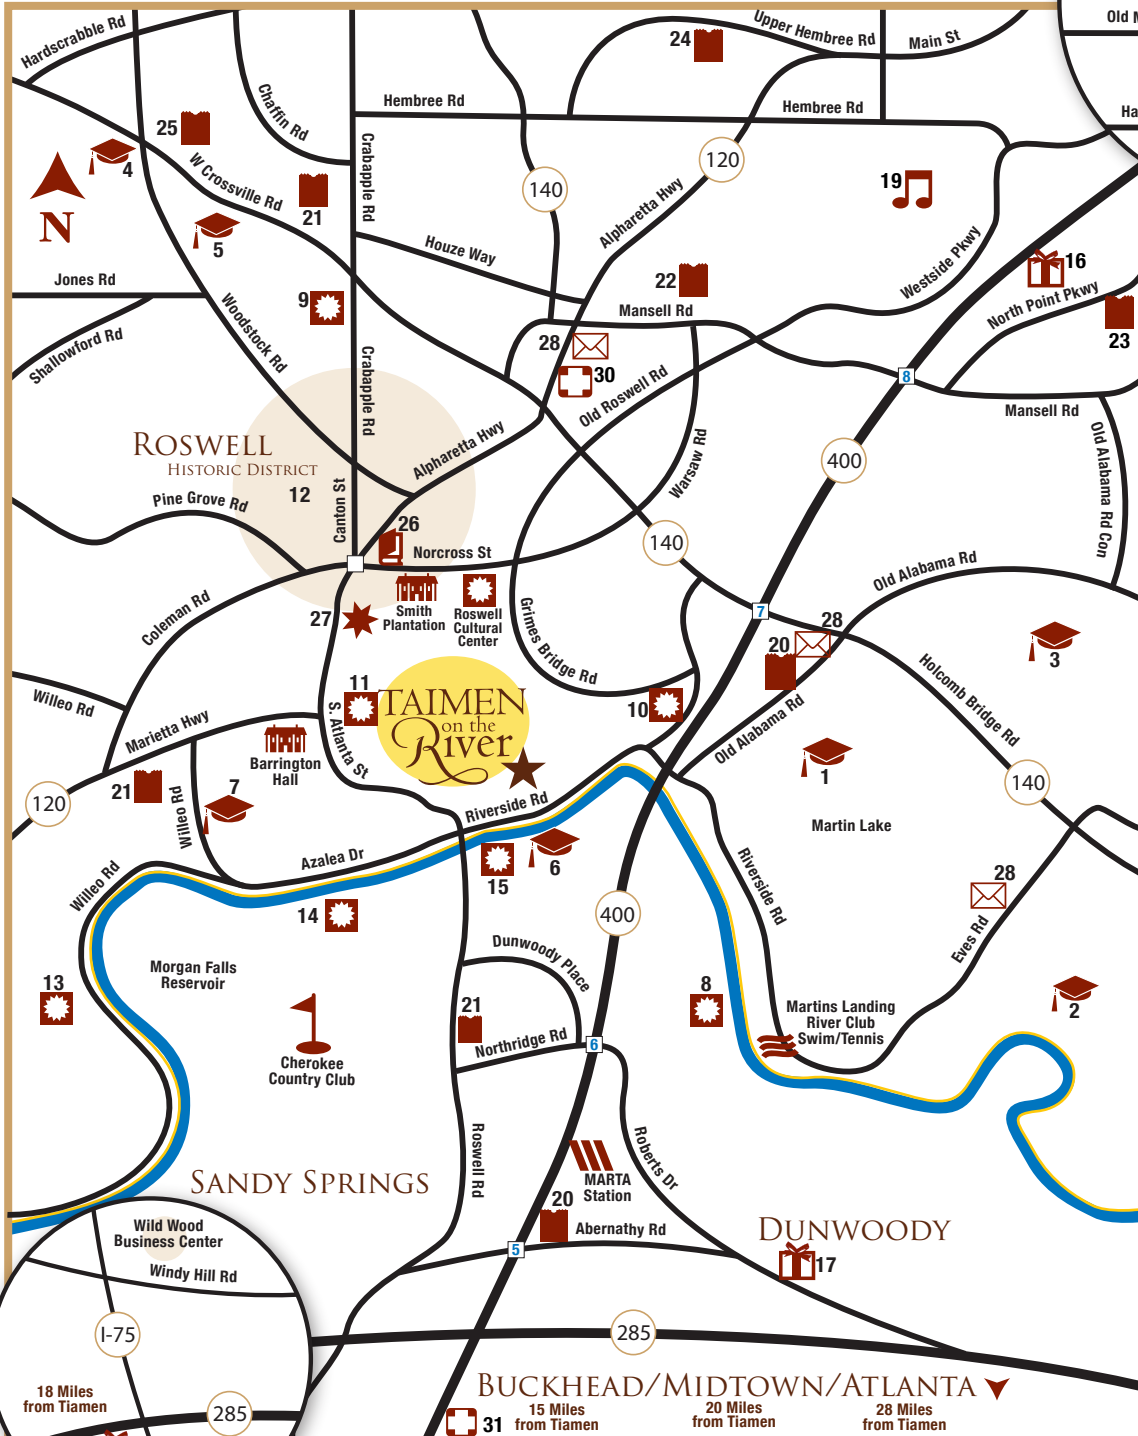 Hardscrabble Rd
Upper Hembree Rd
Main St
Old
24
Chaffin Rd
Hembree Rd
Hembree Rd
Ha
25
4
W Crossville Rd
Crabapple Rd
120
140
19
21
5
N
Alpharetta Hwy
Houze Way
Westside Pkwy
16
Jones Rd
22
North Point Pkwy
9
Woodstock Rd
Mansell Rd
23
Shallowford Rd
28
30
Crabapple Rd
Old Roswell Rd
8
Mansell Rd
ROSWELL
HISTORIC DISTRICT
12
Alpharetta Hwy
Warsaw Rd
400
Old Alabama Rd Con
Pine Grove Rd
Canton St
26
Norcross St
140
Old Alabama Rd
Coleman Rd
27
Smith
Plantation
Roswell
Cultural
Center
Grimes Bridge Rd
7
28
20
3
Holcomb Bridge Rd
Willeo Rd
11
TAIMEN
on the
River
10
Marietta Hwy
S. Atlanta St
Old Alabama Rd
Barrington
Hall
1
120
21
7
Willeo Rd
Riverside Rd
140
Martin Lake
Azalea Dr
6
15
Willeo Rd
Riverside Rd
28
14
400
Eves Rd
Morgan Falls
Reservoir
Dunwoody Place
13
8
2
21
Martins Landing
River Club
Swim/Tennis
Northridge Rd
6
Cherokee
Country Club
Roswell Rd
Roberts Dr
MARTA
Station
SANDY SPRINGS
20
Abernathy Rd
DUNWOODY
5
17
Wild Wood
Business Center
Windy Hill Rd
I-75
285
18 Miles
from Tiamen
285
BUCKHEAD/MIDTOWN/ATLANTA
31
15 Miles
from Tiamen
20 Miles
from Tiamen
28 Miles
from Tiamen